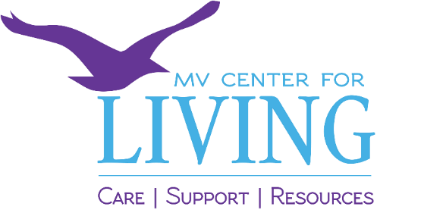 MV CENTER FOR
LIVING
CARE | SUPPORT | RESOURCES